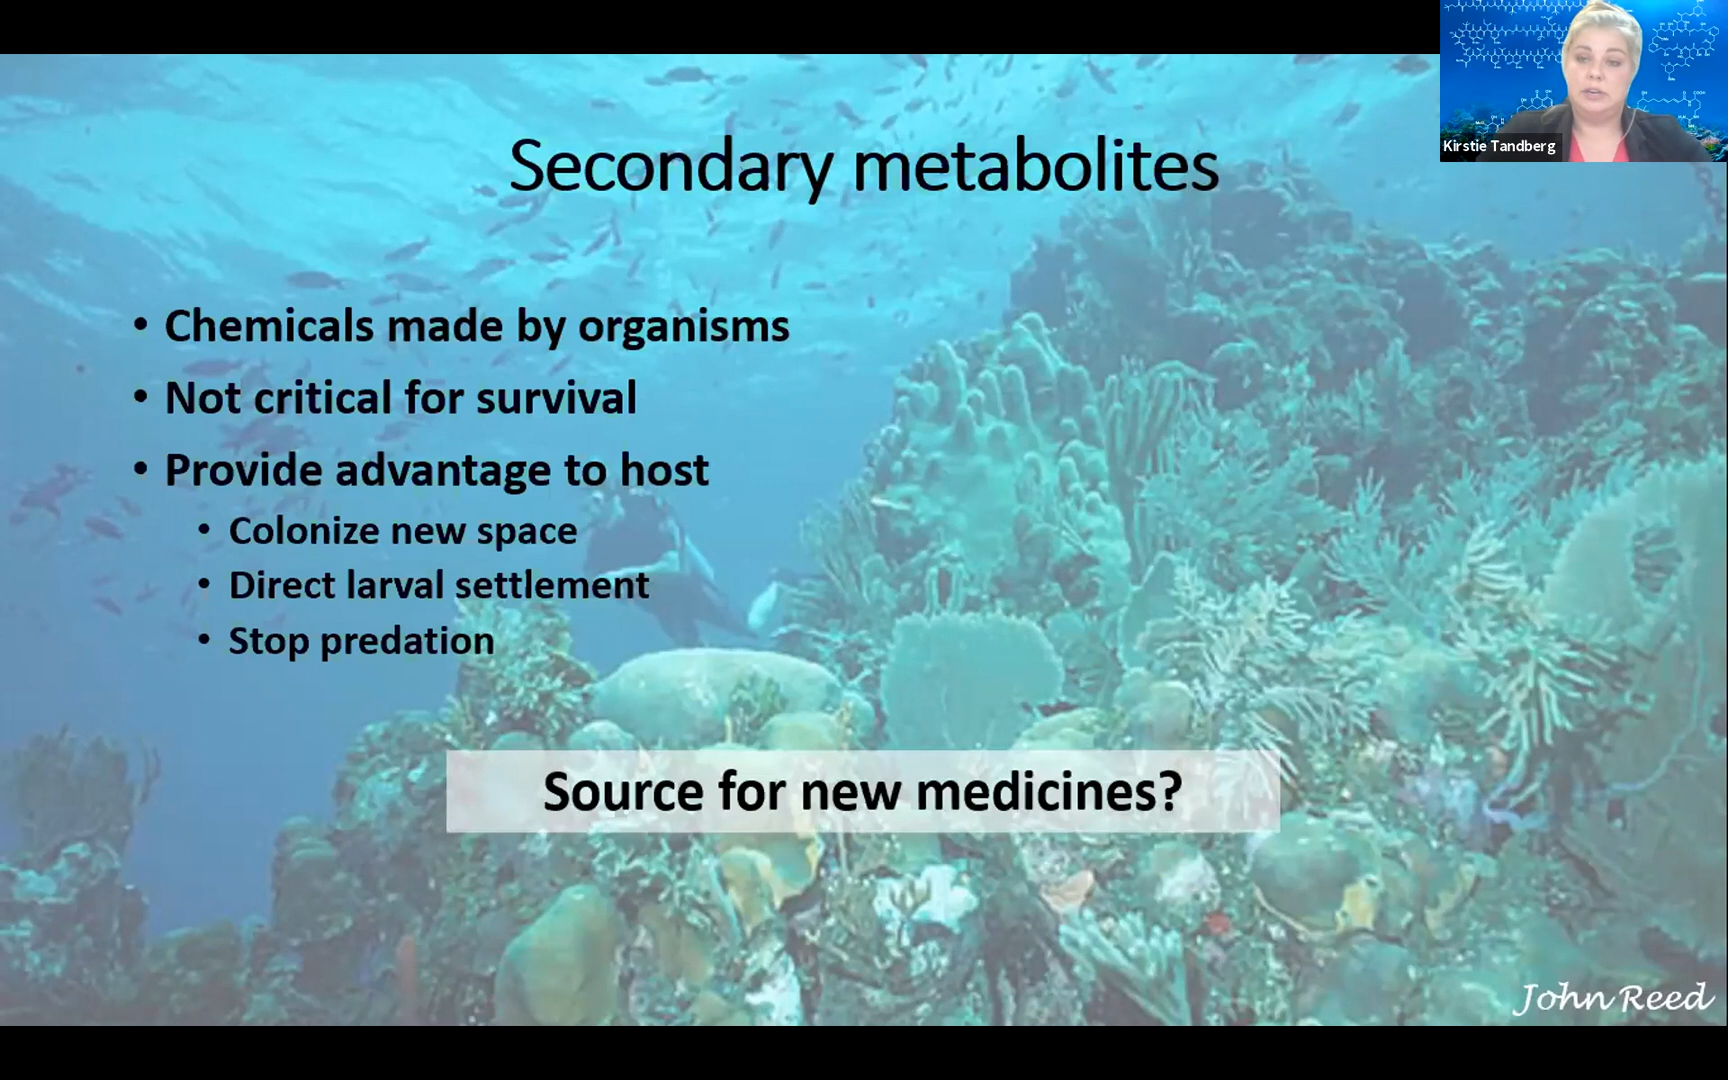 Kirstie Tandberg
Secondary metabolites
• Chemicals made by organisms
• Not critical for survival
• Provide advantage to host
• Colonize new space
• Direct larval settlement
• Stop predation
Source for new medicines?
John Reed